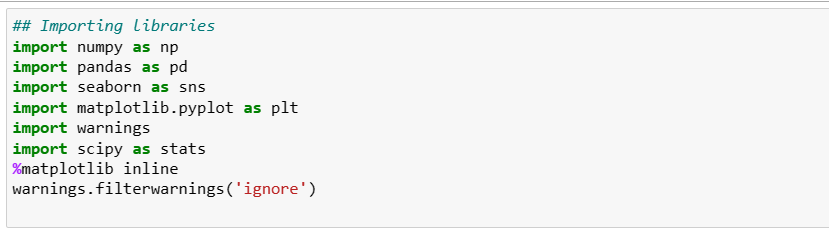 ## Importing libraries
import numpy as np
import pandas as pd
import seaborn as sns
import matplotlib.pyplot as plt
import warnings
import scipy as stats
%matplotlib inline
warnings.filterwarnings('ignore')